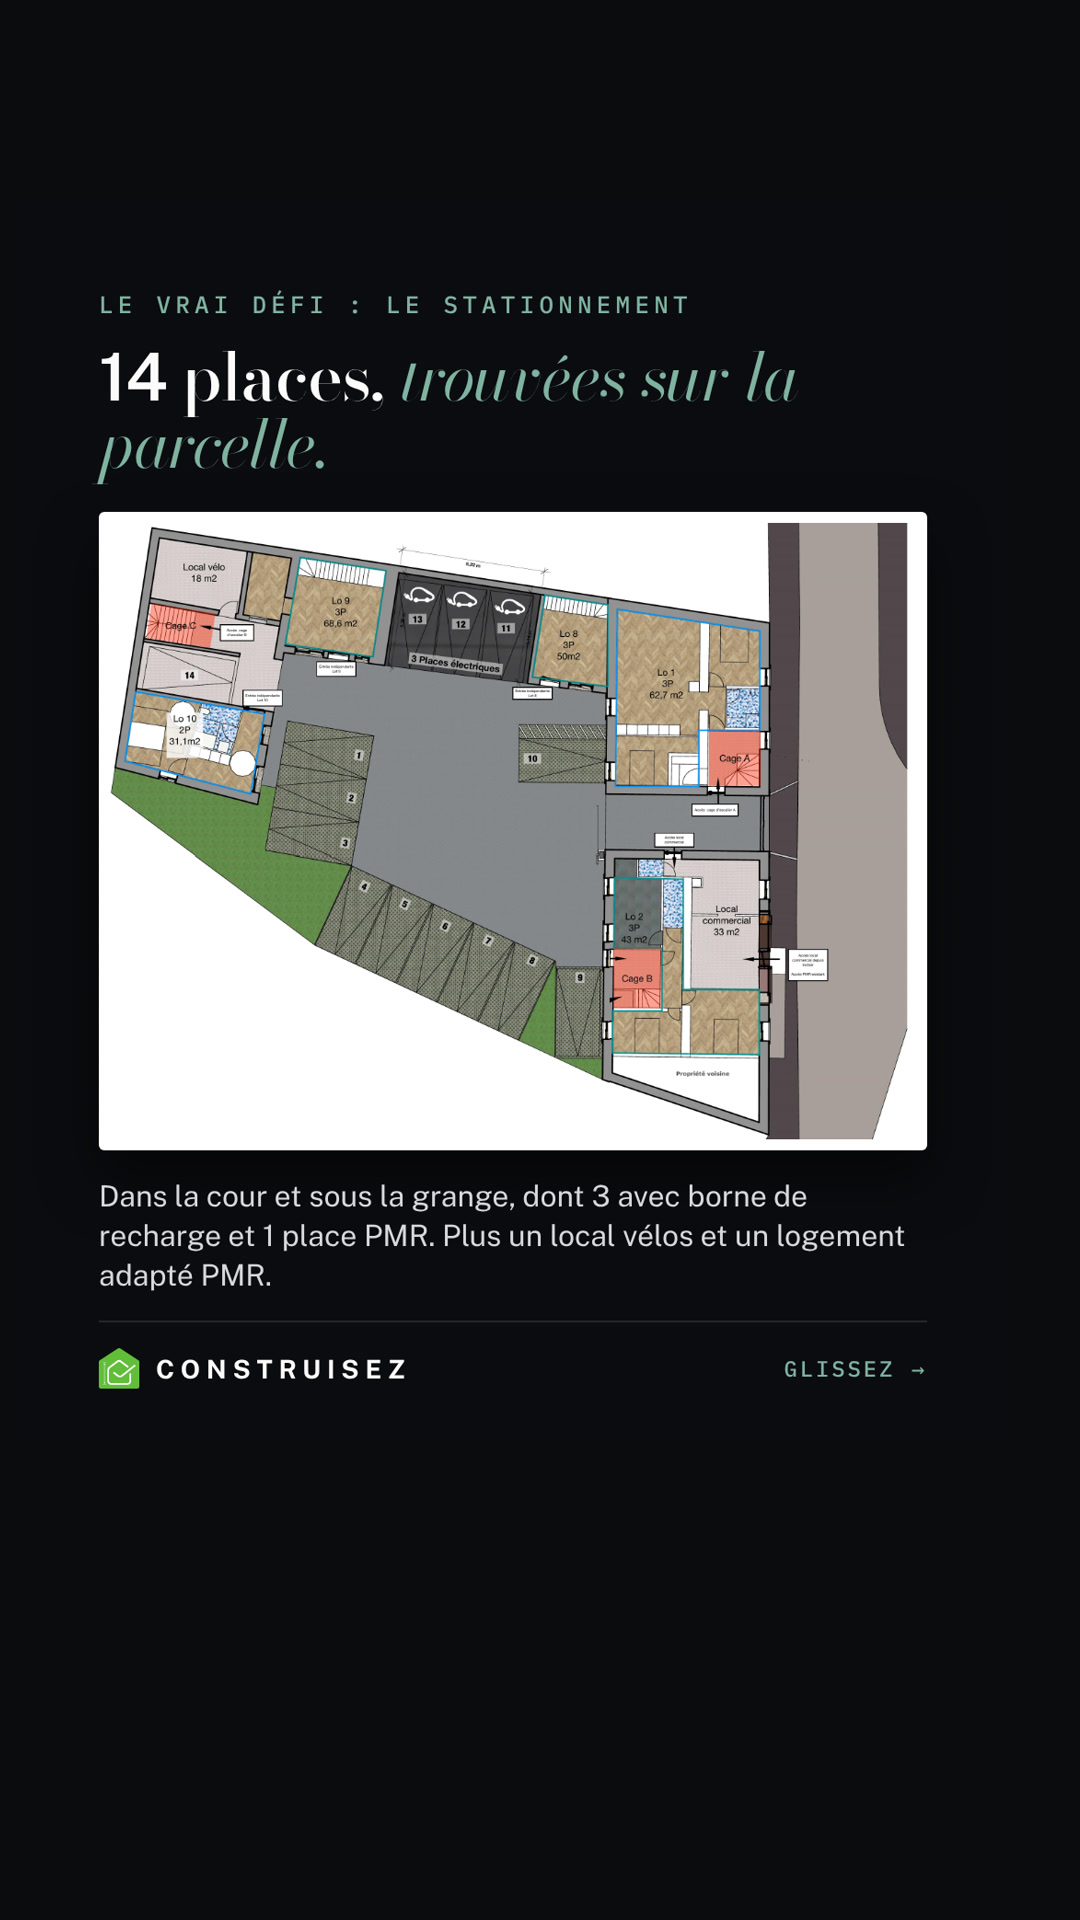 LE VRAI DÉFI : LE STATIONNEMENT
14 places, trouvées sur la
parcelle.
6,22 m
Local vélo
18 m2
Cage C
Lo 9
3P
68,6 m2
13
12
11
3 Places électriques
Lo 8
3P
50m2
Lo 1
3P
62,7 m2
Cage A
14
Lo 10
2P
31,1m2
1
2
3
10
4
5
6
7
8
9
Lo 2
3P
43 m2
Cage B
Local
commercial
33 m2
Propriété voisine
Dans la cour et sous la grange, dont 3 avec borne de
recharge et 1 place PMR. Plus un local vélos et un logement
adapté PMR.
CONSTRUISEZ
GLISSEZ →